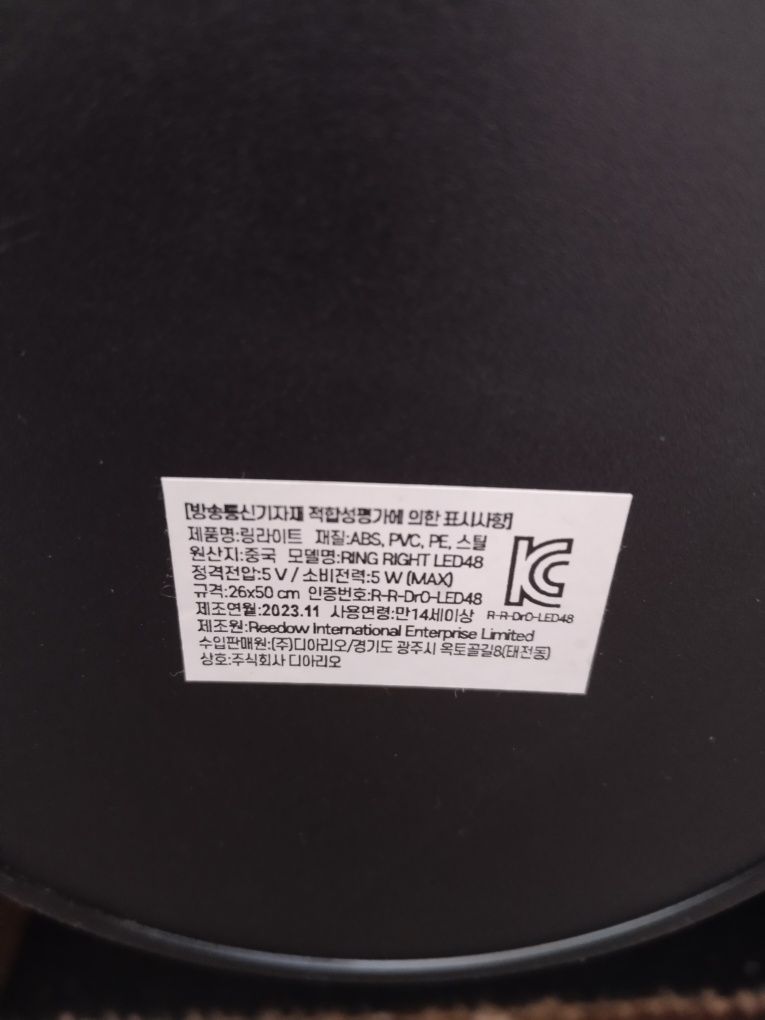 [방송통신기자재 적합성평가에 의한 표시사항]
제품명:링라이트 재질:ABS, PVC, PE, 스틸
원산지:중국 모델명:RING RIGHT LED48
정격전압:5 V / 소비전력:5 W (MAX)
규격:26x50 cm 인증번호:R-R-DrO-LED48
제조연월:2023.11 사용연령:만14세이상
제조원:Reedow International Enterprise Limited
수입판매원:(주)디아리오/경기도 광주시 옥토골길8(태전동)
상호:주식회사 디아리오
KC
R-R-DrO-LED48